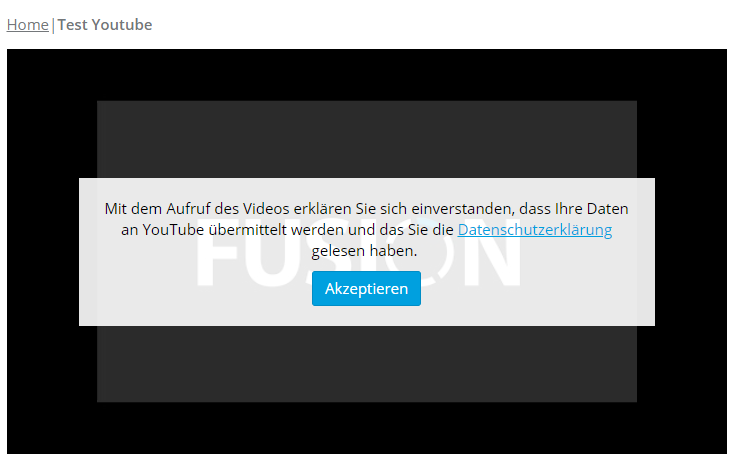 Home|Test Youtube
Mit dem Aufruf des Videos erklären Sie sich einverstanden, dass Ihre Daten
an YouTube übermittelt werden und das Sie die Datenschutzerklärung
gelesen haben.
FUSION
Akzeptieren